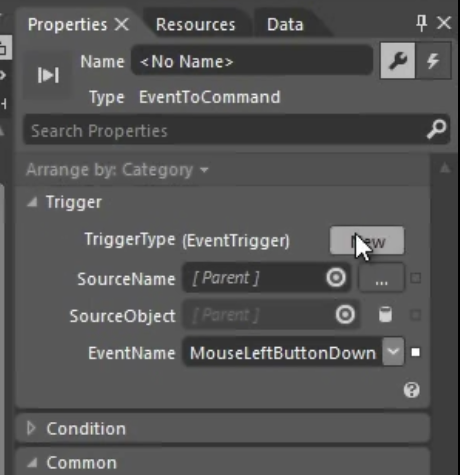 Properties Resources Data
Name <No Name>
Type EventToCommand
Search Properties
Arrange by: Category
Trigger
TriggerType (EventTrigger) New
SourceName [ Parent ] ...
SourceObject [ Parent ]
EventName MouseLeftButtonDown
Condition
Common